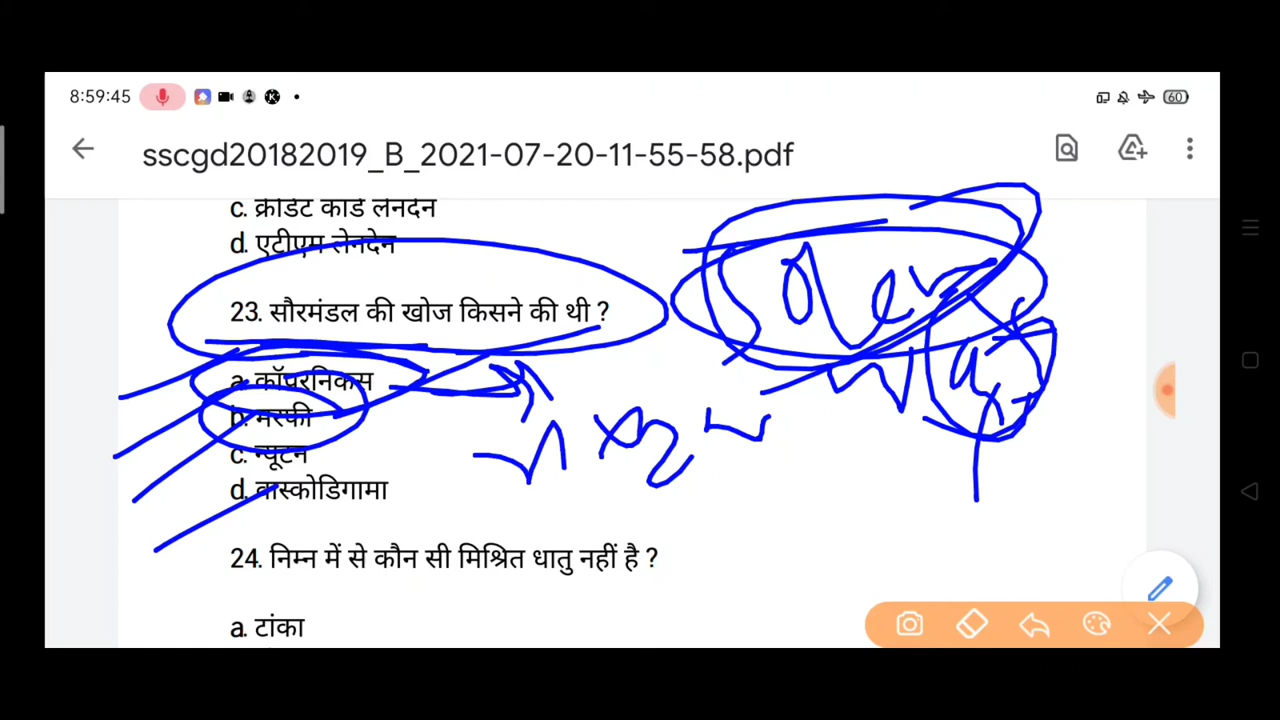 8:59:45
60
sscgd20182019_B_2021-07-20-11-55-58.pdf
c. क्रेडिट कार्ड लेनदेन
d. एटीएम लेनदेन
23. सौरमंडल की खोज किसने की थी ?
a. कॉपरनिकस
b. मरफी
c. न्यूटन
d. वास्कोडिगामा
24. निम्न में से कौन सी मिश्रित धातु नहीं है ?
a. टांका